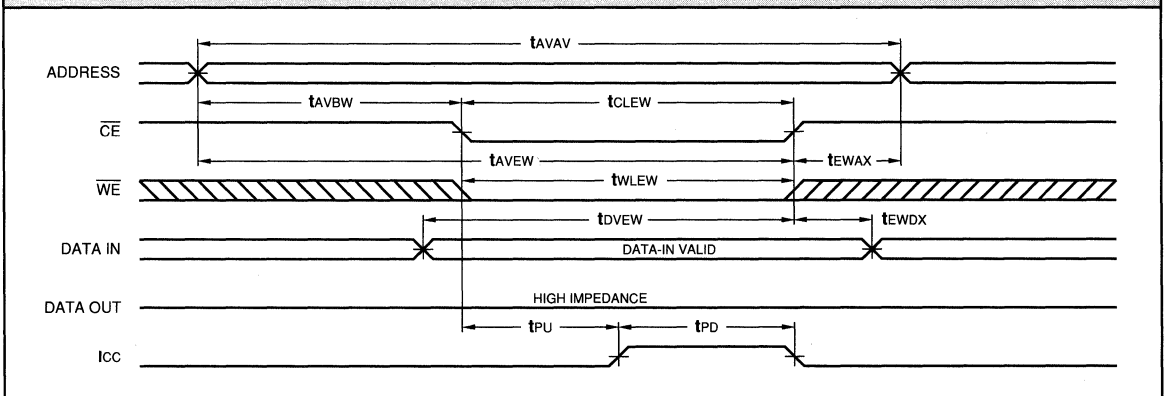 tAVAV
ADDRESS
tAVBW
tCLEW
CE
tAVEW
tEWAX
WE
tWLEW
tDVEW
tEWDX
DATA IN
DATA-IN VALID
DATA OUT
HIGH IMPEDANCE
tPU
tPD
ICC